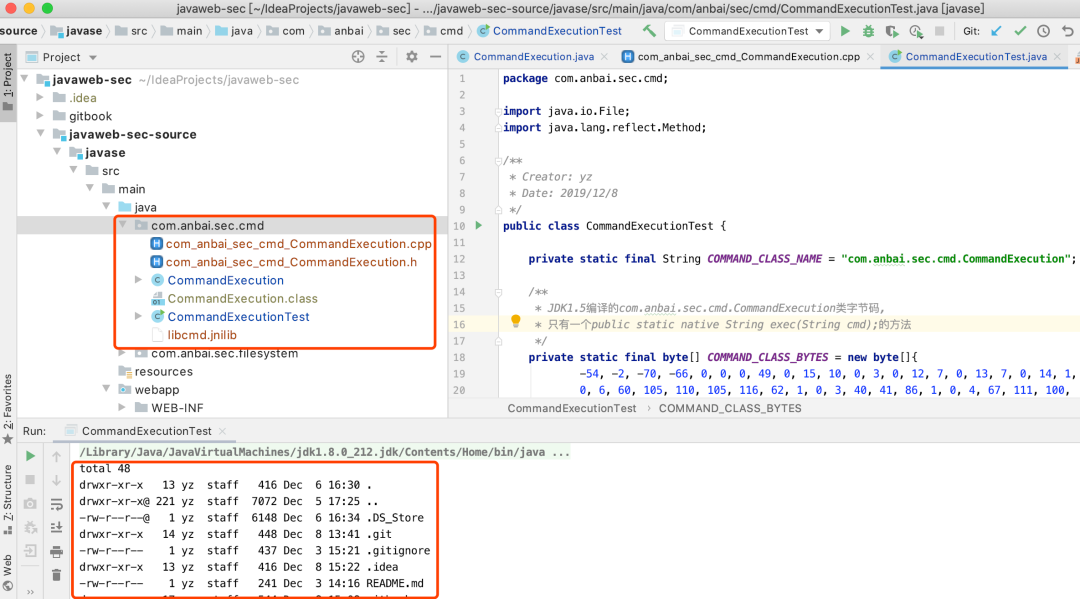 javaweb-sec [~/IdeaProjects/javaweb-sec] - .../javaweb-sec-source/javase/src/main/java/com/anbai/sec/cmd/CommandExecutionTest.java [javase]
source javase src main java com anbai sec cmd CommandExecutionTest CommandExecutionTest Git:
1: Project
Project
CommandExecution.java com_anbai_sec_cmd_CommandExecution.cpp CommandExecutionTest.java
javaweb-sec ~/IdeaProjects/javaweb-sec
.idea
gitbook
javaweb-sec-source
javase
src
main
java
com.anbai.sec.cmd
com_anbai_sec_cmd_CommandExecution.cpp
com_anbai_sec_cmd_CommandExecution.h
CommandExecution
CommandExecution.class
CommandExecutionTest
libcmd.jnilib
com.anbai.sec.filesystem
resources
webapp
WEB-INF
1 package com.anbai.sec.cmd;
2
3 import java.io.File;
4 import java.lang.reflect.Method;
5
6 /**
7 * Creator: yz
8 * Date: 2019/12/8
9 */
10 public class CommandExecutionTest {
11
12 private static final String COMMAND_CLASS_NAME = "com.anbai.sec.cmd.CommandExecution";
13
14 /**
15 * JDK1.5编译的com.anbai.sec.cmd.CommandExecution类字节码,
16 * 只有一个public static native String exec(String cmd);的方法
17 */
18 private static final byte[] COMMAND_CLASS_BYTES = new byte[]{
19 -54, -2, -70, -66, 0, 0, 0, 49, 0, 15, 10, 0, 3, 0, 12, 7, 0, 13, 7, 0, 14, 1,
20 0, 6, 60, 105, 110, 105, 116, 62, 1, 0, 3, 40, 41, 86, 1, 0, 4, 67, 111, 100,
CommandExecutionTest › COMMAND_CLASS_BYTES
2: Favorites
Z: Structure
Web
Run: CommandExecutionTest
/Library/Java/JavaVirtualMachines/jdk1.8.0_212.jdk/Contents/Home/bin/java ...
total 48
drwxr-xr-x 13 yz staff 416 Dec 6 16:30 .
drwxr-xr-x@ 221 yz staff 7072 Dec 5 17:25 ..
-rw-r--r--@ 1 yz staff 6148 Dec 6 16:34 .DS_Store
drwxr-xr-x 14 yz staff 448 Dec 8 13:41 .git
-rw-r--r-- 1 yz staff 437 Dec 3 15:21 .gitignore
drwxr-xr-x 13 yz staff 416 Dec 8 15:22 .idea
-rw-r--r-- 1 yz staff 241 Dec 3 14:16 README.md